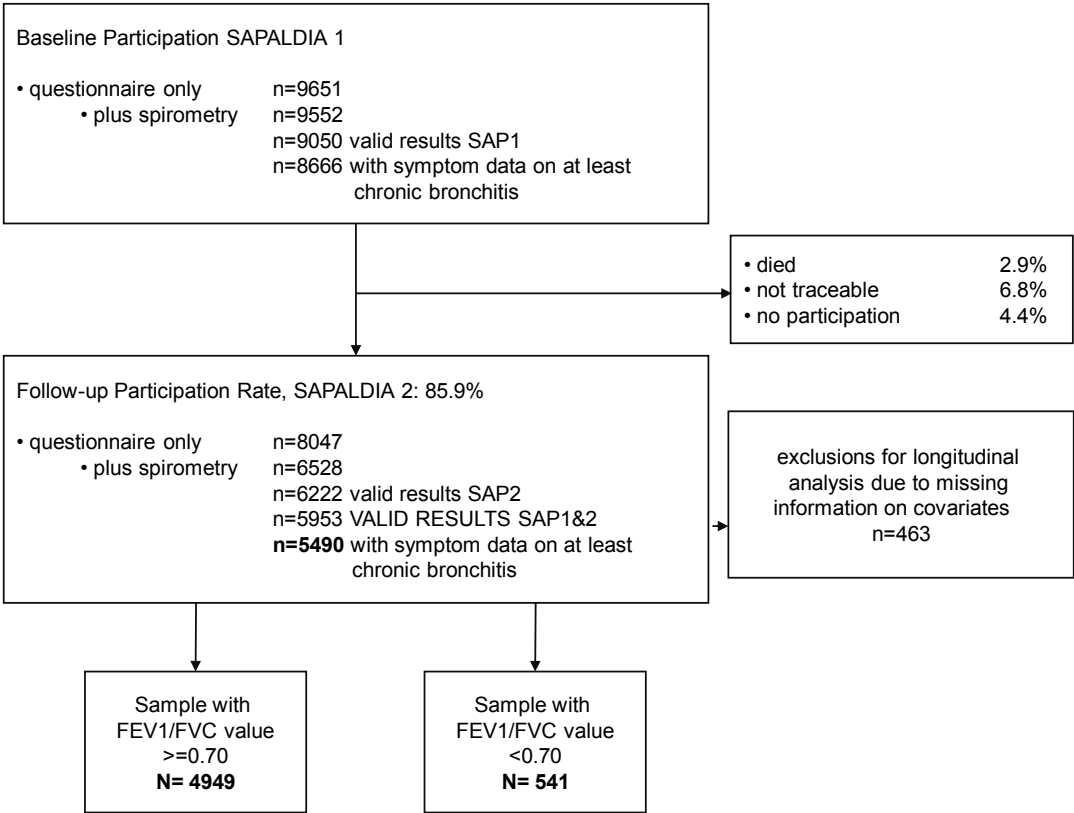 Baseline Participation SAPALDIA 1
• questionnaire only n=9651
• plus spirometry n=9552
n=9050 valid results SAP1
n=8666 with symptom data on at least
chronic bronchitis
• died 2.9%
• not traceable 6.8%
• no participation 4.4%
Follow-up Participation Rate, SAPALDIA 2: 85.9%
• questionnaire only n=8047
• plus spirometry n=6528
n=6222 valid results SAP2
n=5953 VALID RESULTS SAP1&2
n=5490 with symptom data on at least
chronic bronchitis
exclusions for longitudinal
analysis due to missing
information on covariates
n=463
Sample with
FEV1/FVC value
>=0.70
N= 4949
Sample with
FEV1/FVC value
<0.70
N= 541